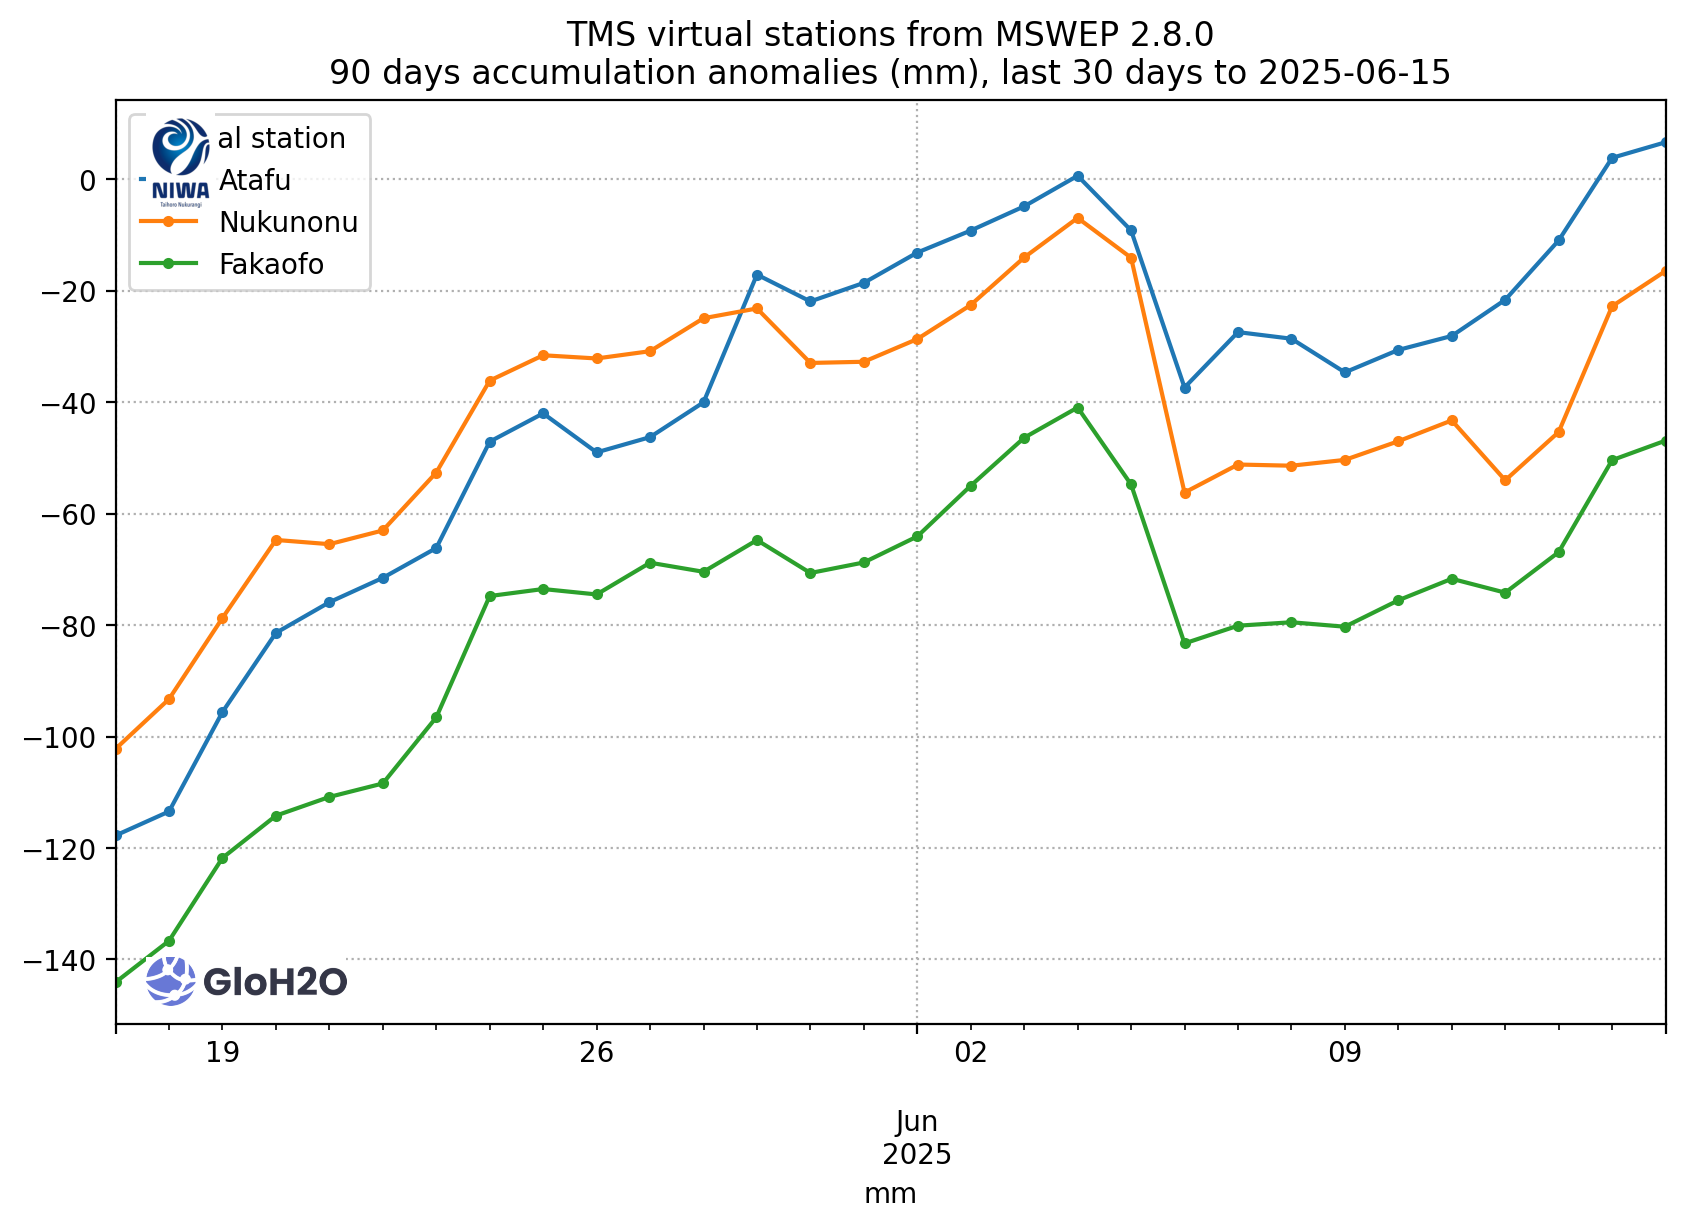 TMS virtual stations from MSWEP 2.8.0
90 days accumulation anomalies (mm), last 30 days to 2025-06-15
al station
Atafu
Nukunonu
Fakaofo
NIWA
Taihoro Nukurangi
0
−20
−40
−60
−80
−100
−120
−140
GloH2O
19
26
02
09
Jun
2025
mm